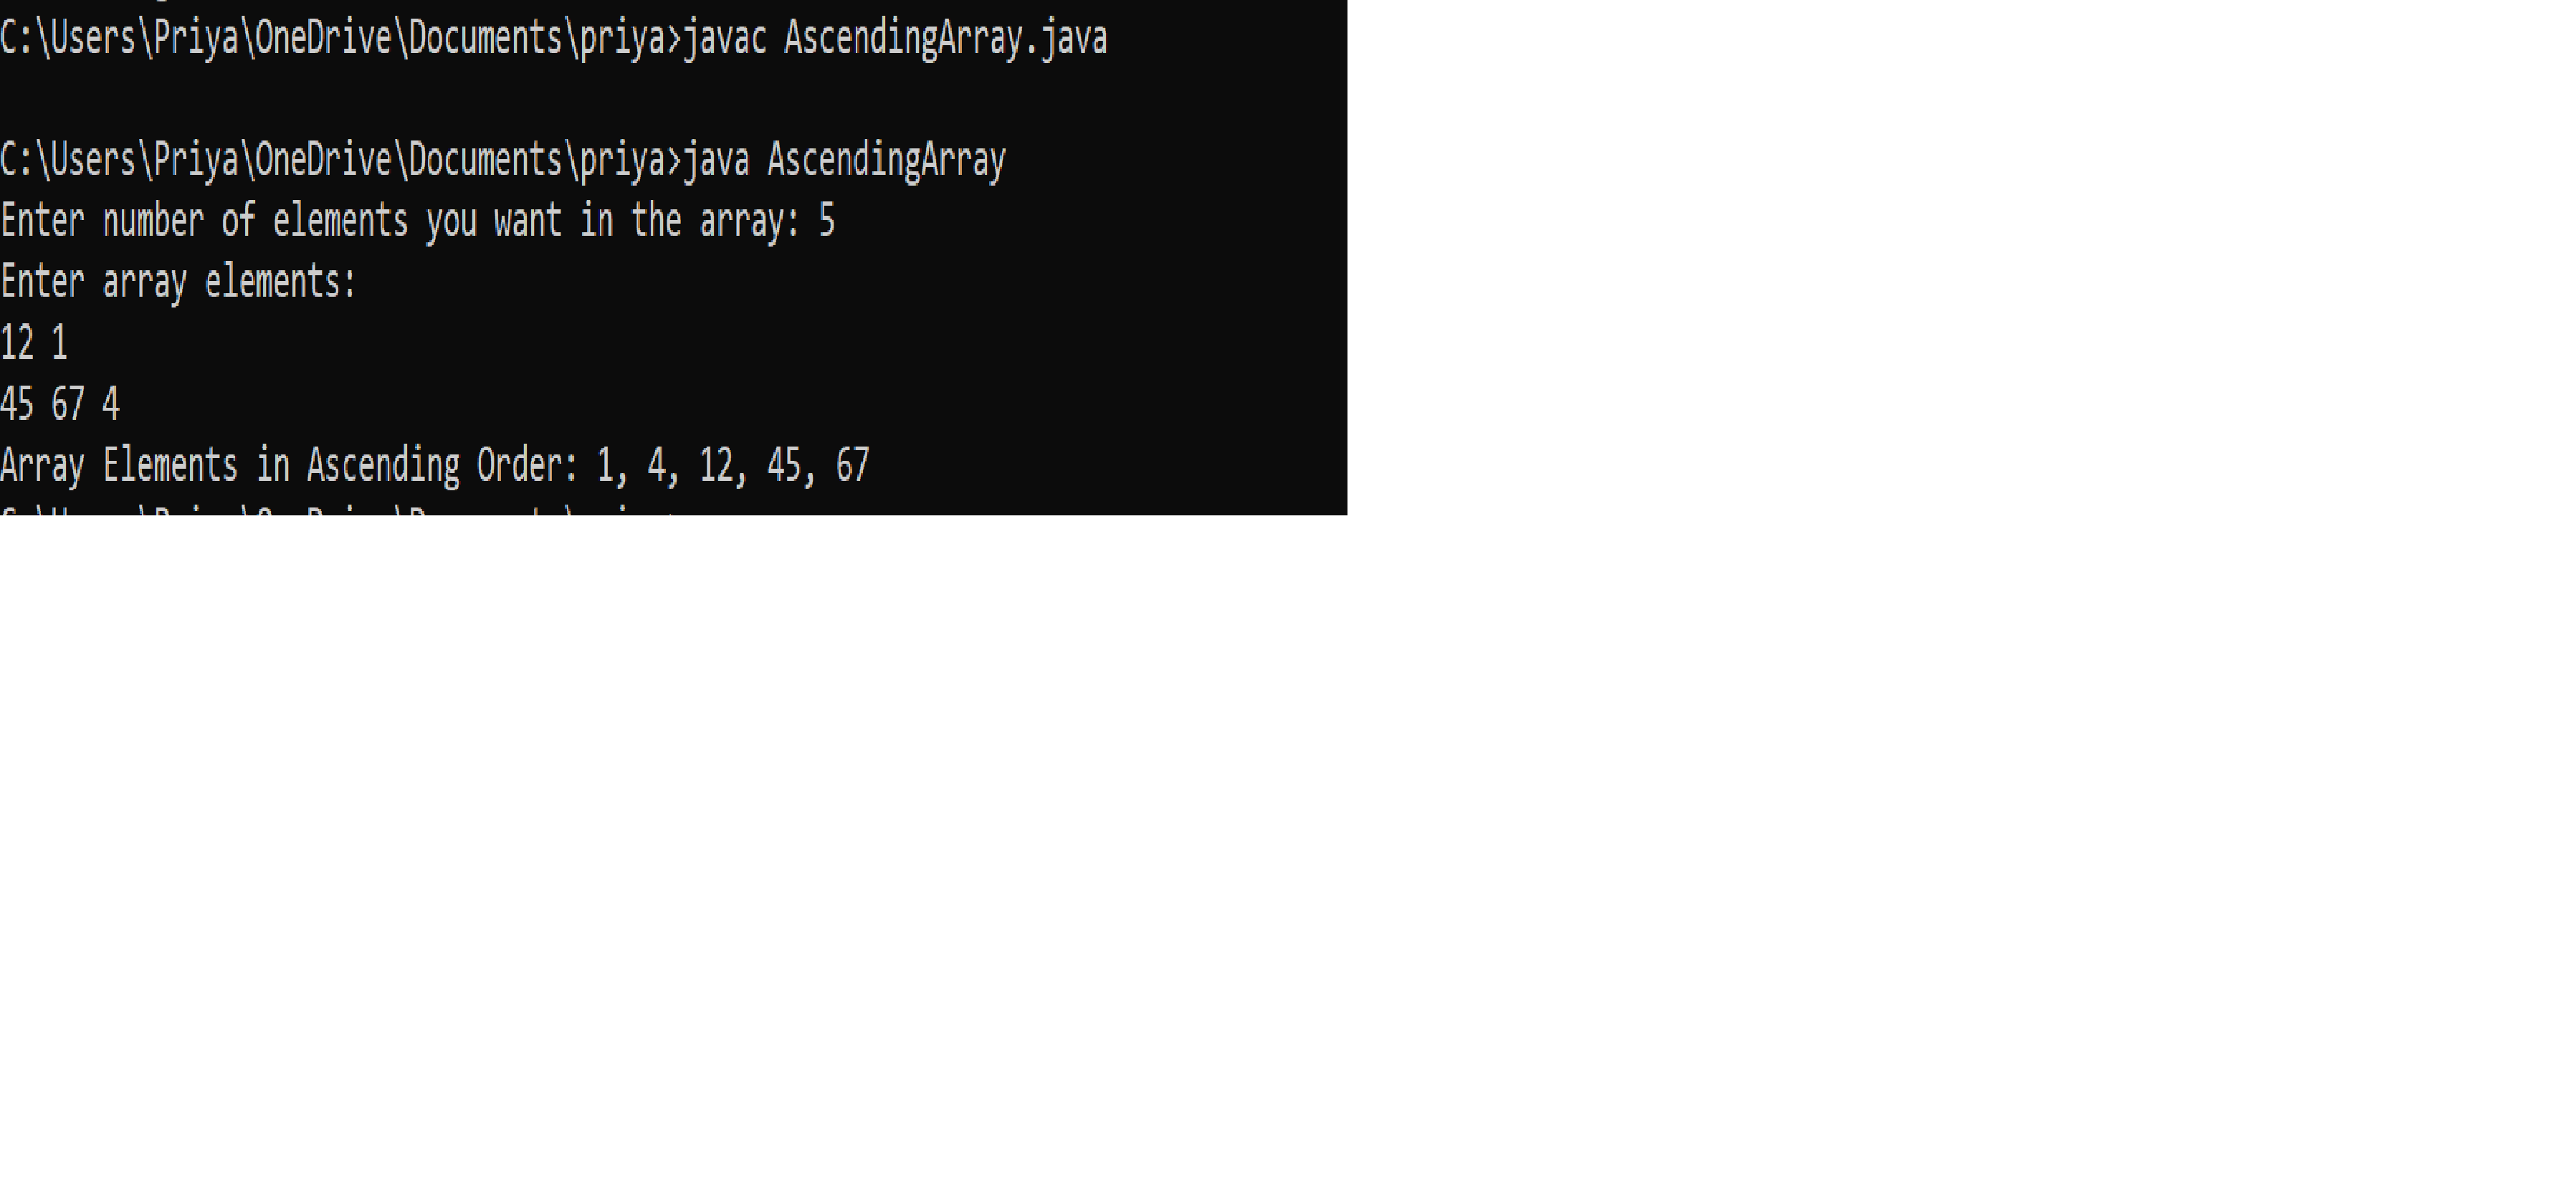 C:\Users\Priya\OneDrive\Documents\priya>javac AscendingArray.java
C:\Users\Priya\OneDrive\Documents\priya>java AscendingArray
Enter number of elements you want in the array: 5
Enter array elements:
12 1
45 67 4
Array Elements in Ascending Order: 1, 4, 12, 45, 67